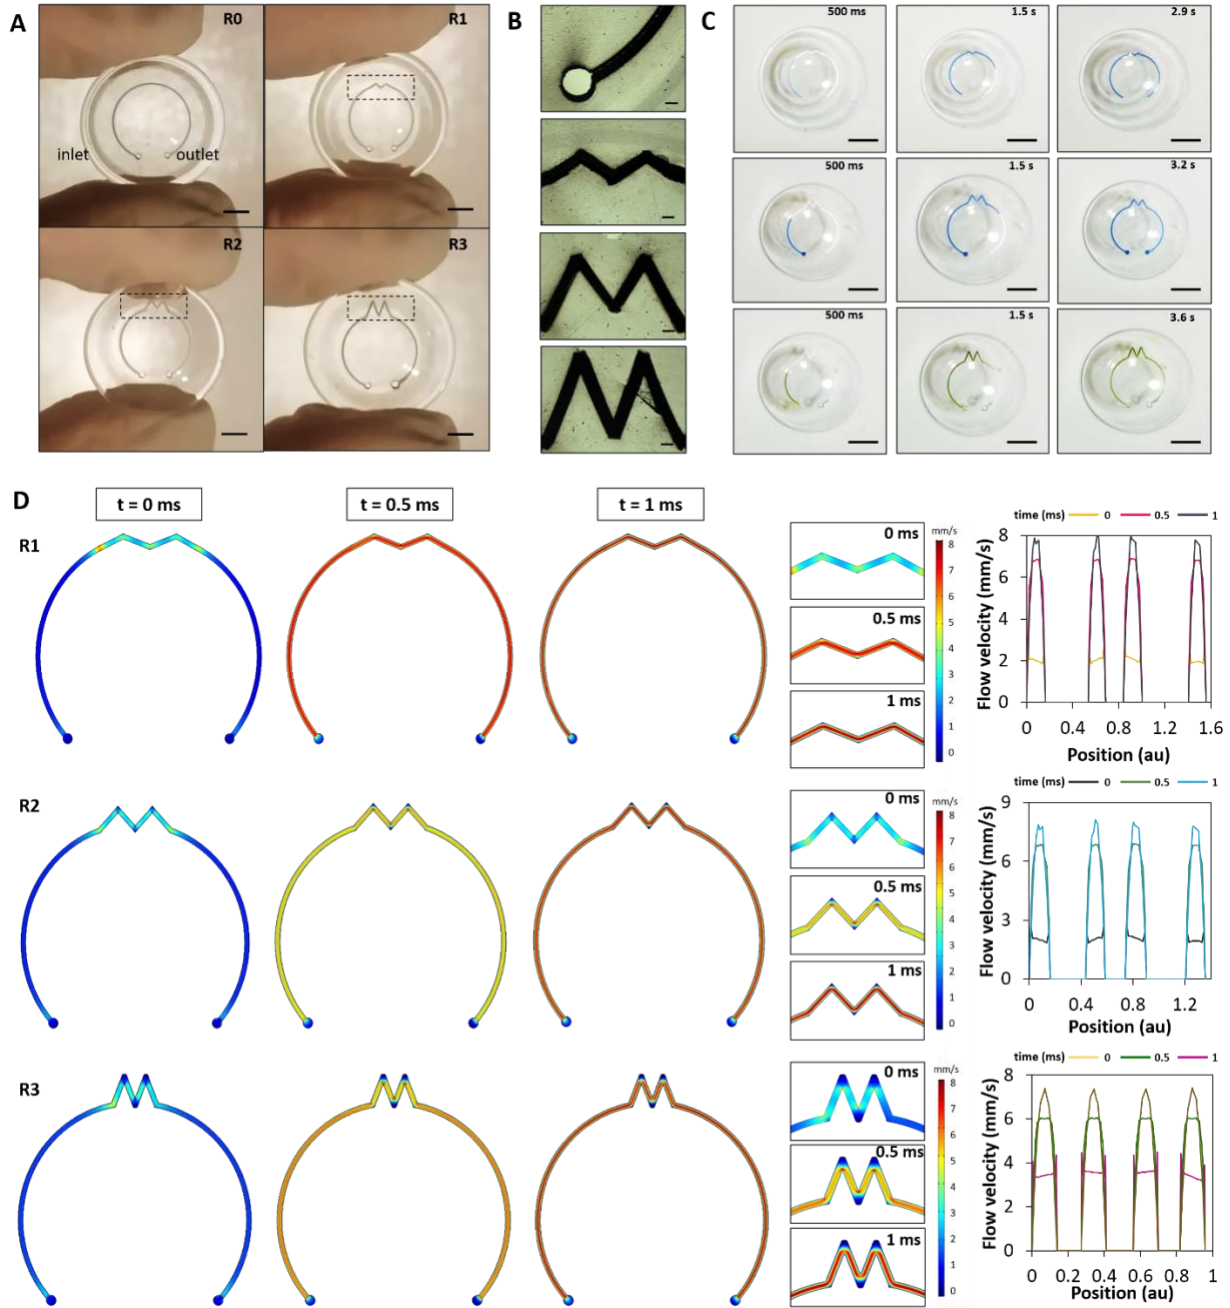 A
R0
inlet
outlet
R1
R2
R3
B
C
500 ms
1.5 s
2.9 s
500 ms
1.5 s
3.2 s
500 ms
1.5 s
3.6 s
D
t = 0 ms
t = 0.5 ms
t = 1 ms
R1
0 ms
0.5 ms
1 ms
mm/s
8
7
6
5
4
3
2
1
0
time (ms) 0 0.5 1
Flow velocity (mm/s)
8
6
4
2
0
0 0.4 0.8 1.2 1.6
Position (au)
R2
0 ms
0.5 ms
1 ms
mm/s
8
7
6
5
4
3
2
1
0
time (ms) 0 0.5 1
Flow velocity (mm/s)
9
6
3
0
0 0.4 0.8 1.2
Position (au)
R3
0 ms
0.5 ms
1 ms
mm/s
8
7
6
5
4
3
2
1
0
time (ms) 0 0.5 1
Flow velocity (mm/s)
8
6
4
2
0
0 0.2 0.4 0.6 0.8 1
Position (au)